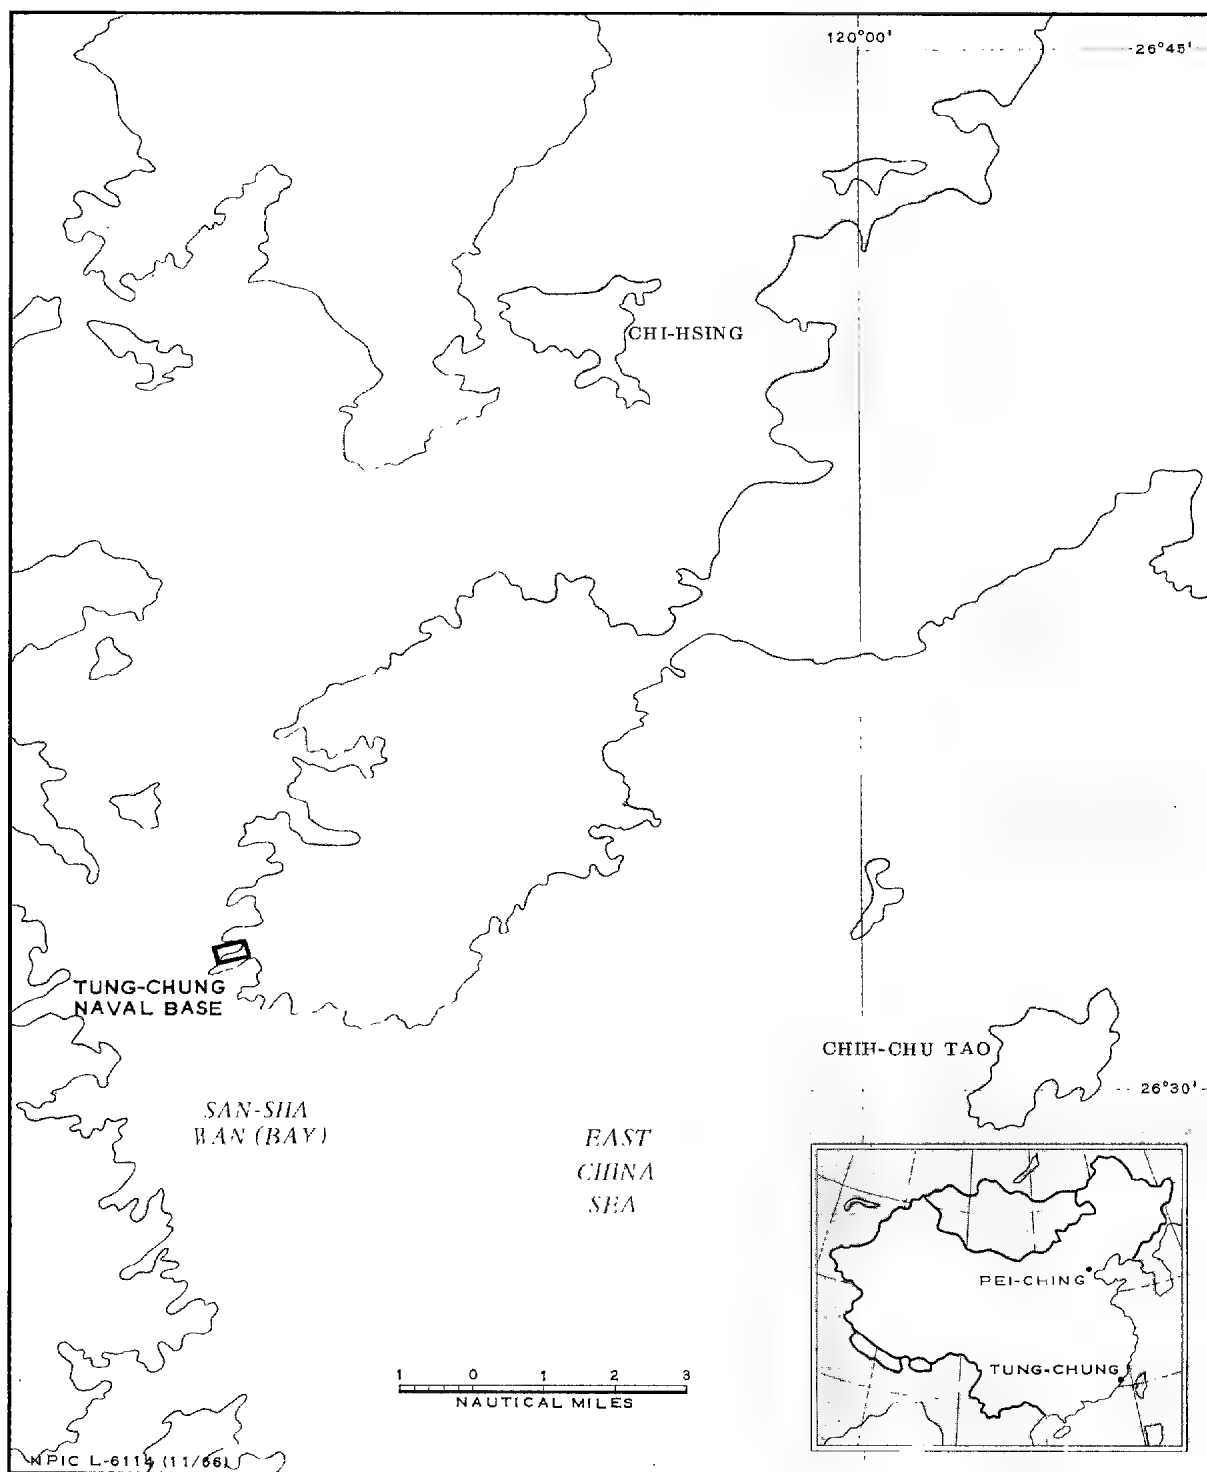 120°00'
26°45'
CHI-HSING
TUNG-CHUNG
NAVAL BASE
CHIH-CHU TAO
26°30'
SAN-SHA
WAN (BAY)
EAST
CHINA
SEA
PEI-CHING
TUNG-CHUNG
1 0 1 2 3
NAUTICAL MILES
NPIC L-6114 (11/66)